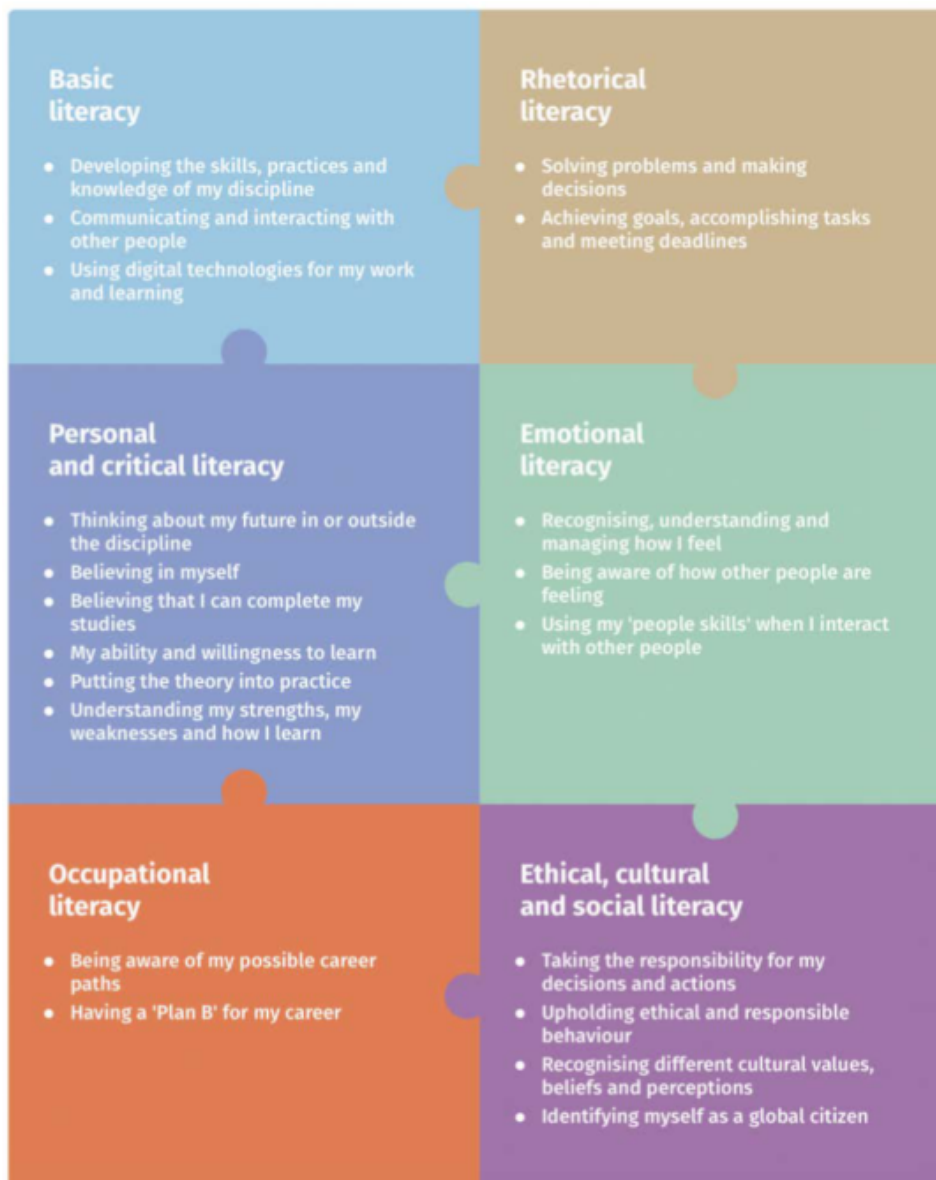 Basic
literacy
• Developing the skills, practices and
knowledge of my discipline
• Communicating and interacting with
other people
• Using digital technologies for my work
and learning
Rhetorical
literacy
• Solving problems and making
decisions
• Achieving goals, accomplishing tasks
and meeting deadlines
Personal
and critical literacy
• Thinking about my future in or outside
the discipline
• Believing in myself
• Believing that I can complete my
studies
• My ability and willingness to learn
• Putting the theory into practice
• Understanding my strengths, my
weaknesses and how I learn
Emotional
literacy
• Recognising, understanding and
managing how I feel
• Being aware of how other people are
feeling
• Using my 'people skills' when I interact
with other people
Occupational
literacy
• Being aware of my possible career
paths
• Having a 'Plan B' for my career
Ethical, cultural
and social literacy
• Taking the responsibility for my
decisions and actions
• Upholding ethical and responsible
behaviour
• Recognising different cultural values,
beliefs and perceptions
• Identifying myself as a global citizen